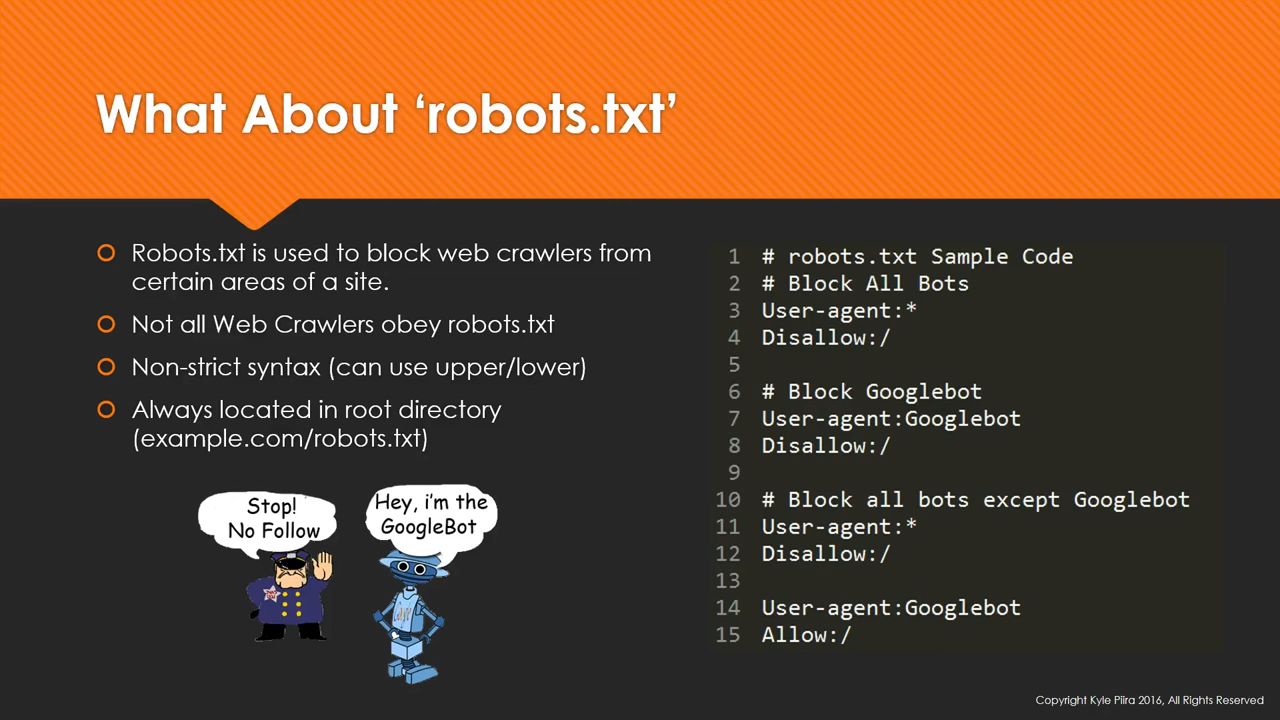 What About ‘robots.txt’
Robots.txt is used to block web crawlers from
certain areas of a site.
Not all Web Crawlers obey robots.txt
Non-strict syntax (can use upper/lower)
Always located in root directory
(example.com/robots.txt)
Stop!
No Follow
Hey, i'm the
GoogleBot
1 # robots.txt Sample Code
2 # Block All Bots
3 User-agent:*
4 Disallow:/
5
6 # Block Googlebot
7 User-agent:Googlebot
8 Disallow:/
9
10 # Block all bots except Googlebot
11 User-agent:*
12 Disallow:/
13
14 User-agent:Googlebot
15 Allow:/
Copyright Kyle Piira 2016, All Rights Reserved